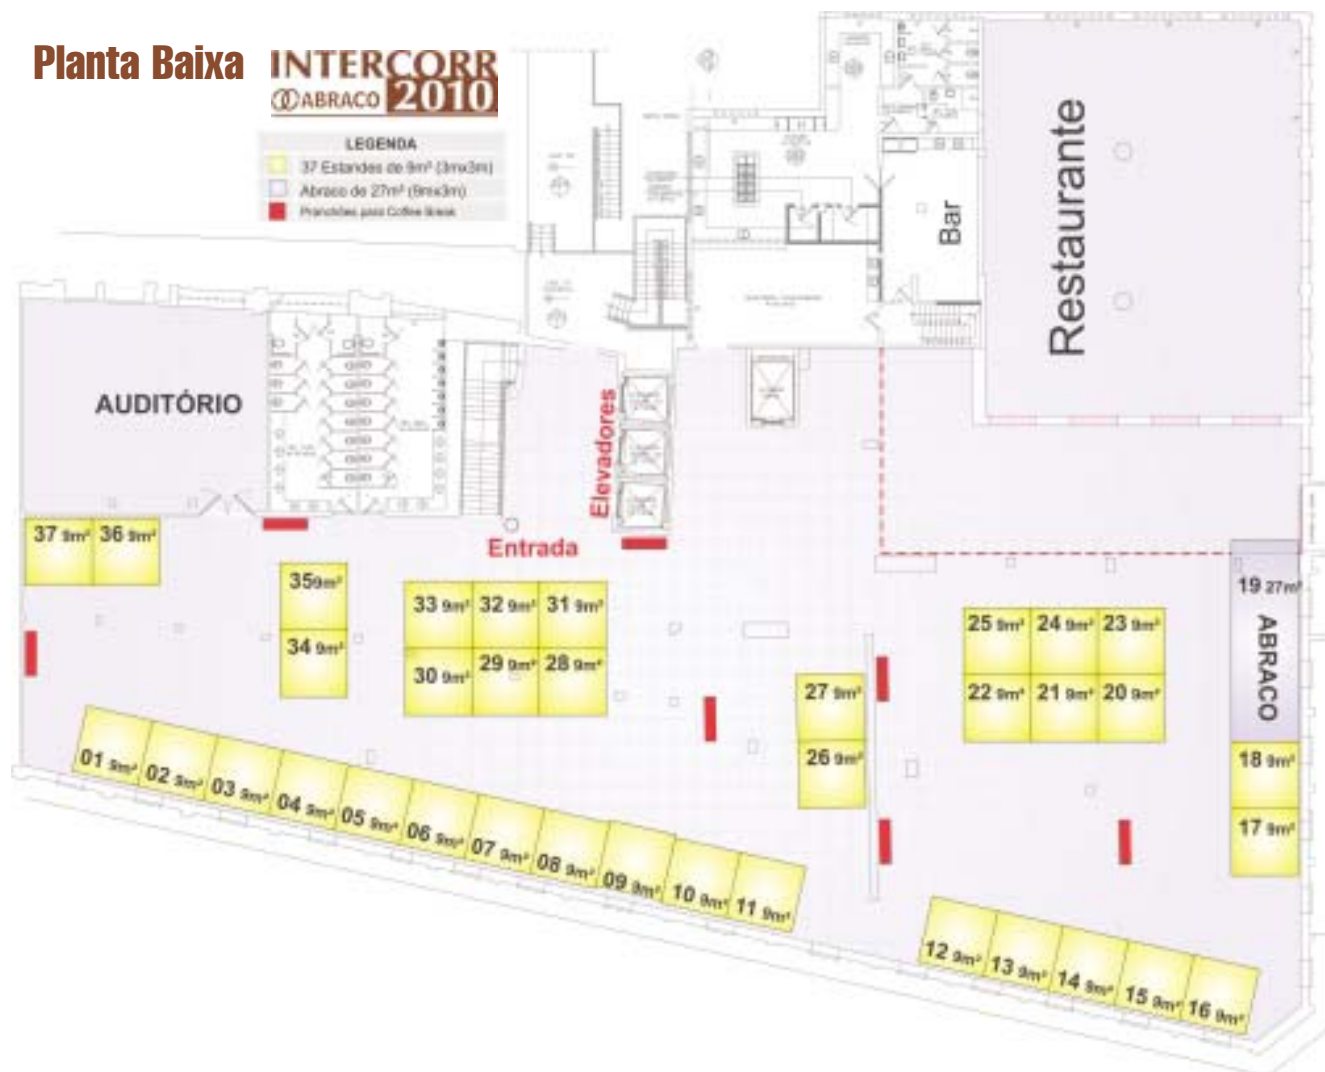 Planta Baixa
INTERCORR
ABRACO 2010
LEGENDA
37 Estandes de 9m² (3mx3m)
Abraco de 27m² (9mx3m)
Pranchões para Coffee Break
Restaurante
Bar
AUDITÓRIO
Elevadores
Entrada
37 9m² 36 9m²
35 9m²
34 9m²
33 9m² 32 9m² 31 9m²
30 9m² 29 9m² 28 9m²
27 9m²
26 9m²
25 9m² 24 9m² 23 9m²
22 9m² 21 9m² 20 9m²
19 27m²
ABRACO
18 9m²
17 9m²
01 9m² 02 9m² 03 9m² 04 9m² 05 9m² 06 9m² 07 9m² 08 9m² 09 9m² 10 9m² 11 9m²
12 9m² 13 9m² 14 9m² 15 9m² 16 9m²